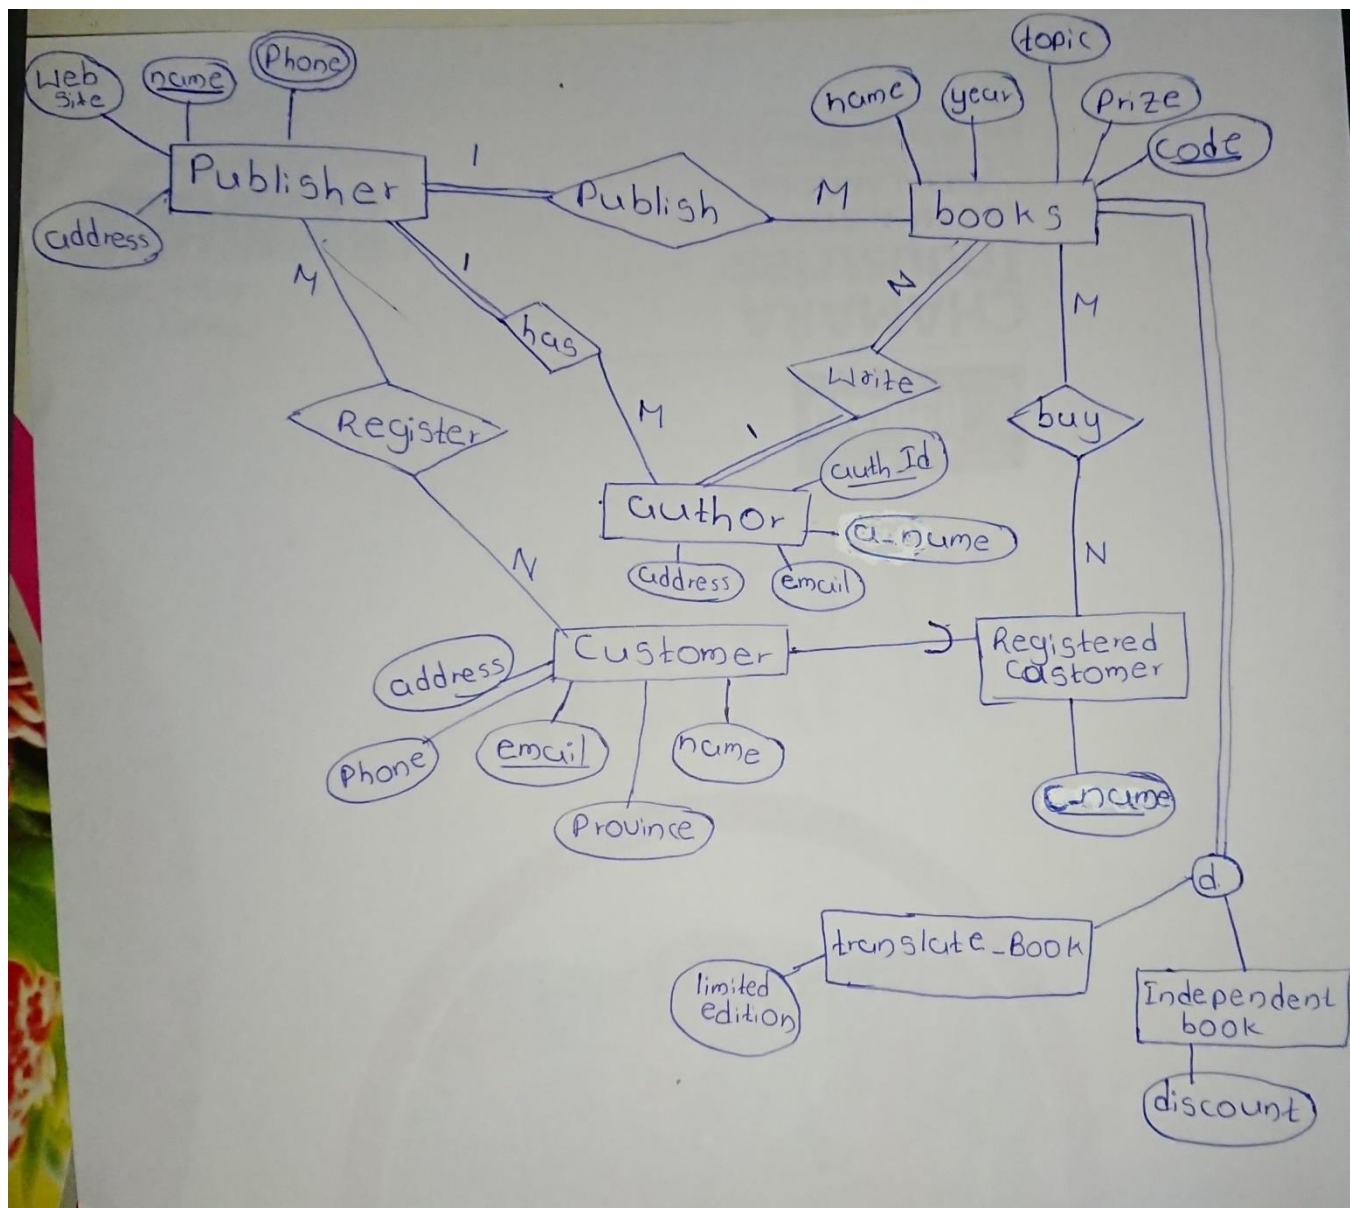 topic
Phone
Web
Site
name
name
year
Prize
code
Publisher
1
Publish
M
books
address
M
1
N
M
has
Write
Register
buy
M
1
auth_Id
author
a_name
N
N
address
email
Customer
Registered
Castomer
address
Phone
email
name
Province
C_name
d
translate_Book
limited
edition
Independent
book
discount